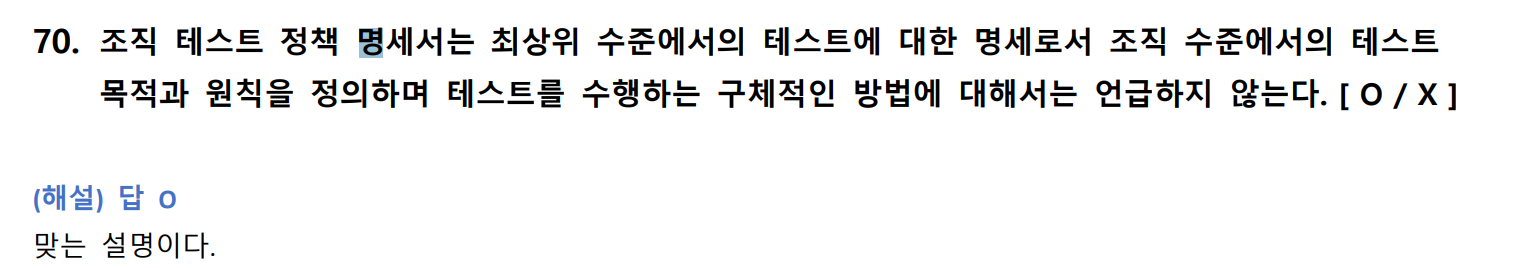 70. 조직 테스트 정책 명세서는 최상위 수준에서의 테스트에 대한 명세로서 조직 수준에서의 테스트
목적과 원칙을 정의하며 테스트를 수행하는 구체적인 방법에 대해서는 언급하지 않는다. [ O / X ]
(해설) 답 O
맞는 설명이다.